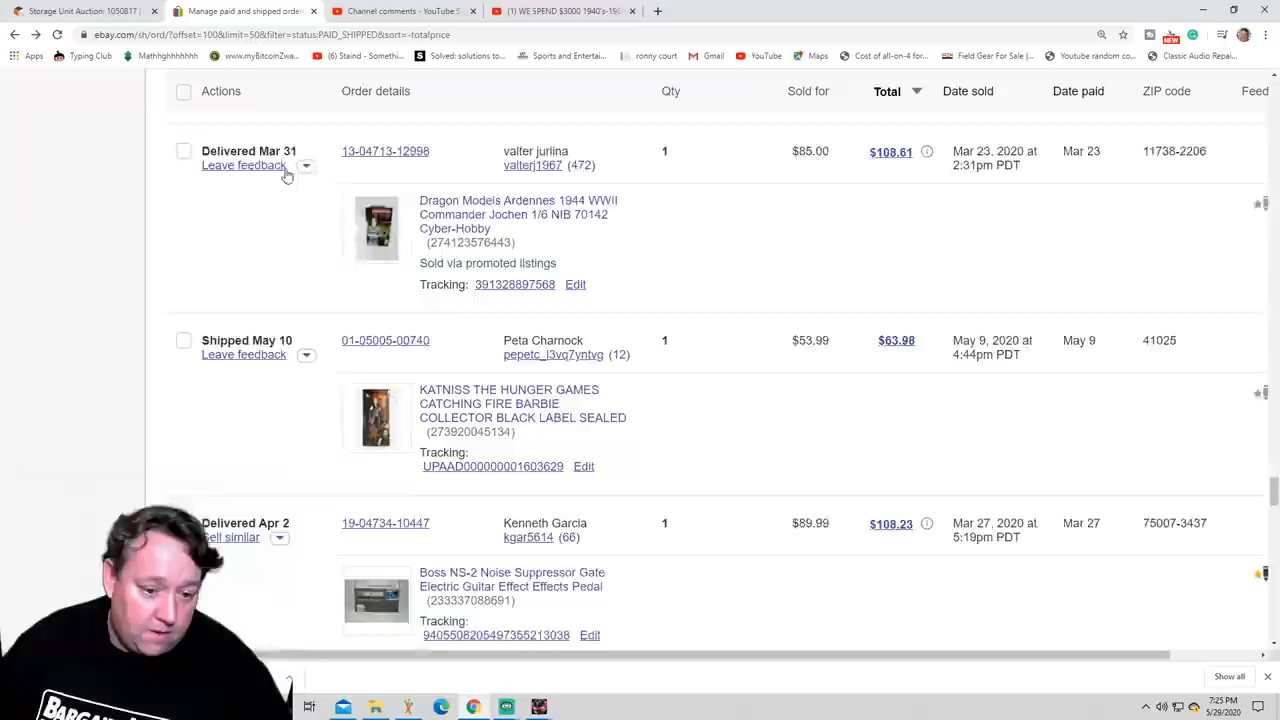 Storage Unit Auction: 1050817
Manage paid and shipped order
Channel comments - YouTube S
(1) WE SPEND $3000 1940's-198
ebay.com/sh/ord/?offset=100&limit=50&filter=status:PAID_SHIPPED&sort=-totalprice
Apps
Typing Club
Matthghhhhhhh
www.myBitcoinZwa...
(6) Staind - Somethi...
Solved: solutions to...
Sports and Entertai...
ronny court
Gmail
YouTube
Maps
Cost of all-on-4 for...
Field Gear For Sale |...
Youtube random co...
Classic Audio Repai...
Actions Order details Qty Sold for Total Date sold Date paid ZIP code Feed
Delivered Mar 31 13-04713-12998 valter jurlina 1 $85.00 $108.61 Mar 23, 2020 at Mar 23 11738-2206
Leave feedback valterj1967 (472) 2:31pm PDT
Dragon Models Ardennes 1944 WWII
Commander Jochen 1/6 NIB 70142
Cyber-Hobby
(274123576443)
Sold via promoted listings
Tracking: 391328897568 Edit
Shipped May 10 01-05005-00740 Peta Charnock 1 $53.99 $63.98 May 9, 2020 at May 9 41025
Leave feedback pepetc_l3vq7yntvg (12) 4:44pm PDT
KATNISS THE HUNGER GAMES
CATCHING FIRE BARBIE
COLLECTOR BLACK LABEL SEALED
(273920045134)
Tracking:
UPAAD000000001603629 Edit
Delivered Apr 2 19-04734-10447 Kenneth Garcia 1 $89.99 $108.23 Mar 27, 2020 at Mar 27 75007-3437
Sell similar kgar5614 (66) 5:19pm PDT
Boss NS-2 Noise Suppressor Gate
Electric Guitar Effect Effects Pedal
(233337088691)
Tracking:
9405508205497355213038 Edit
Show all
7:25 PM
5/29/2020